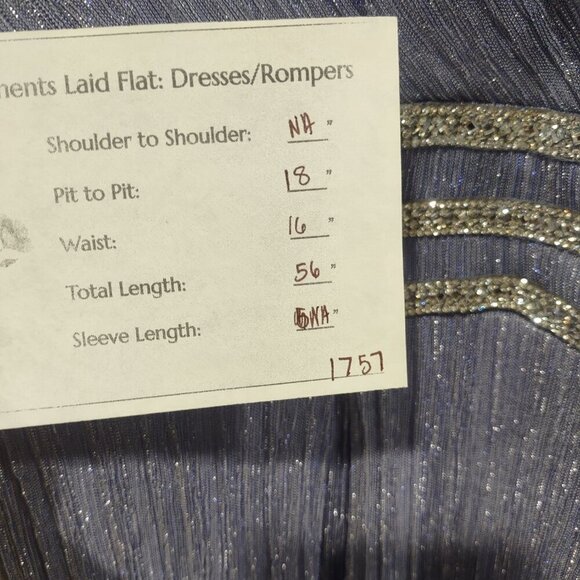 ments Laid Flat: Dresses/Rompers
Shoulder to Shoulder: NA "
Pit to Pit: 18 "
Waist: 16 "
Total Length: 56 "
Sleeve Length: NA "
1757